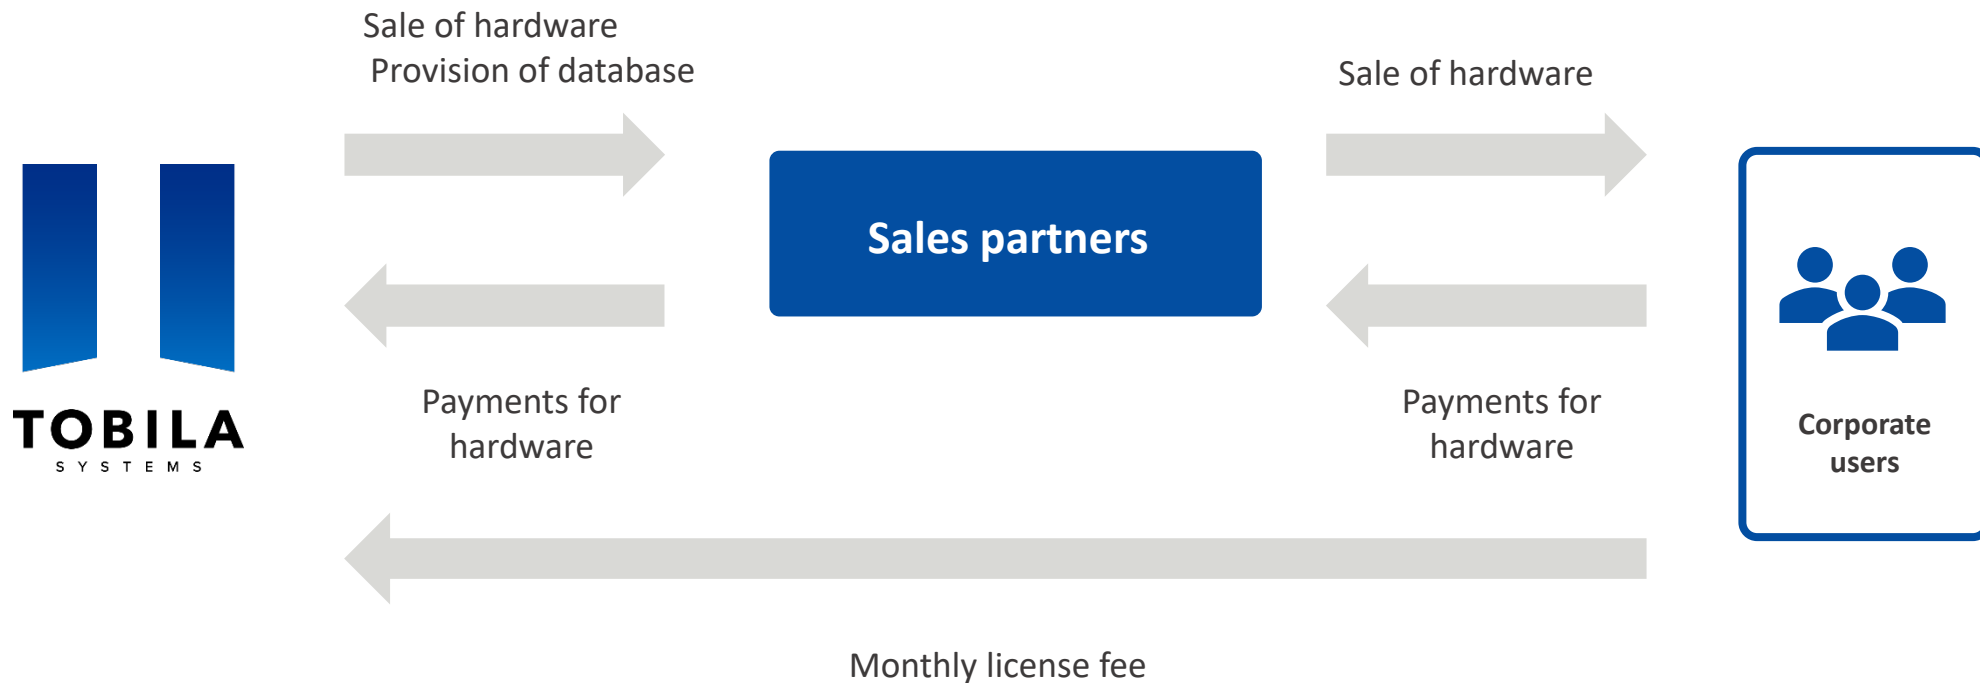 Sale of hardware
Provision of database
Sale of hardware
Sales partners
TOBILA
SYSTEMS
Payments for
hardware
Payments for
hardware
Corporate
users
Monthly license fee